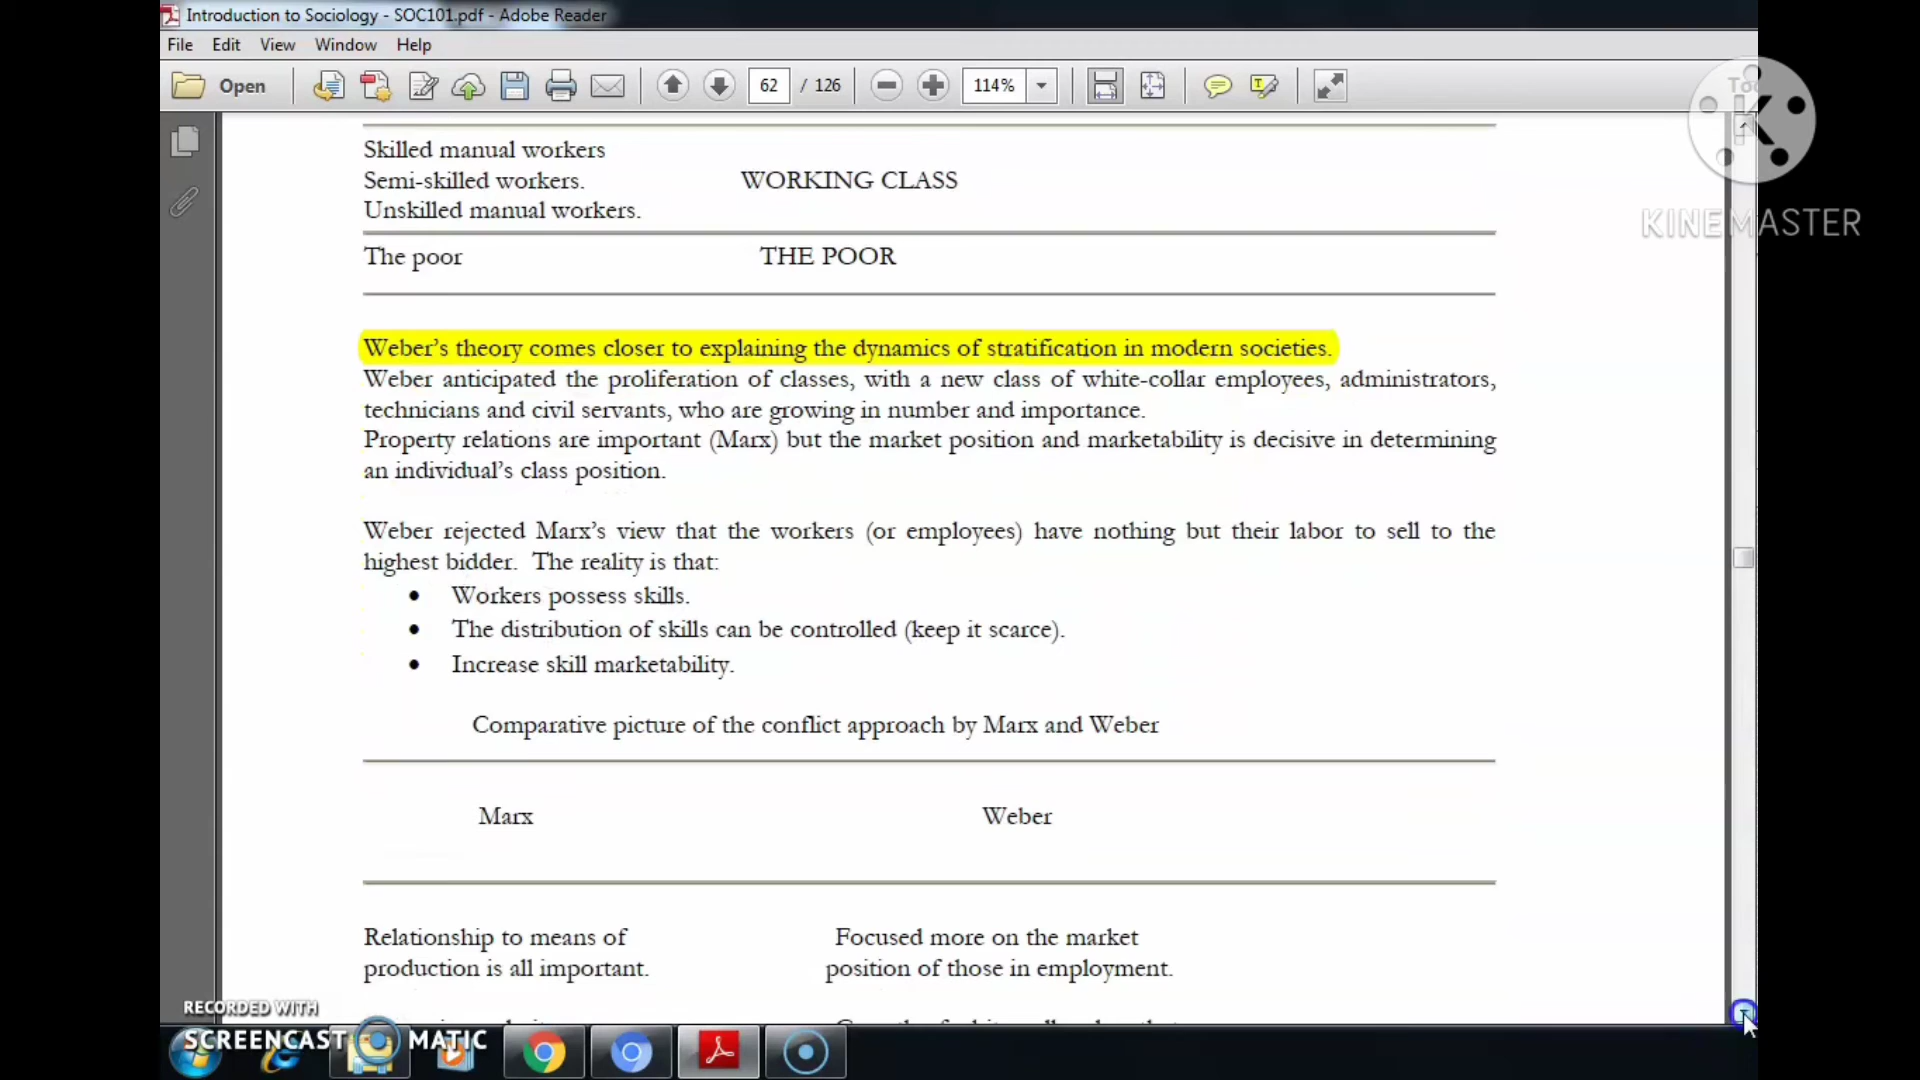 Introduction to Sociology - SOC101.pdf - Adobe Reader
File Edit View Window Help
Open 62 / 126 114%
KINEMASTER
Skilled manual workers
Semi-skilled workers. WORKING CLASS
Unskilled manual workers.
The poor THE POOR
Weber's theory comes closer to explaining the dynamics of stratification in modern societies.
Weber anticipated the proliferation of classes, with a new class of white-collar employees, administrators,
technicians and civil servants, who are growing in number and importance.
Property relations are important (Marx) but the market position and marketability is decisive in determining
an individual's class position.
Weber rejected Marx's view that the workers (or employees) have nothing but their labor to sell to the
highest bidder. The reality is that:
• Workers possess skills.
• The distribution of skills can be controlled (keep it scarce).
• Increase skill marketability.
Comparative picture of the conflict approach by Marx and Weber
Marx Weber
Relationship to means of Focused more on the market
production is all important. position of those in employment.
RECORDED WITH
SCREENCAST MATIC